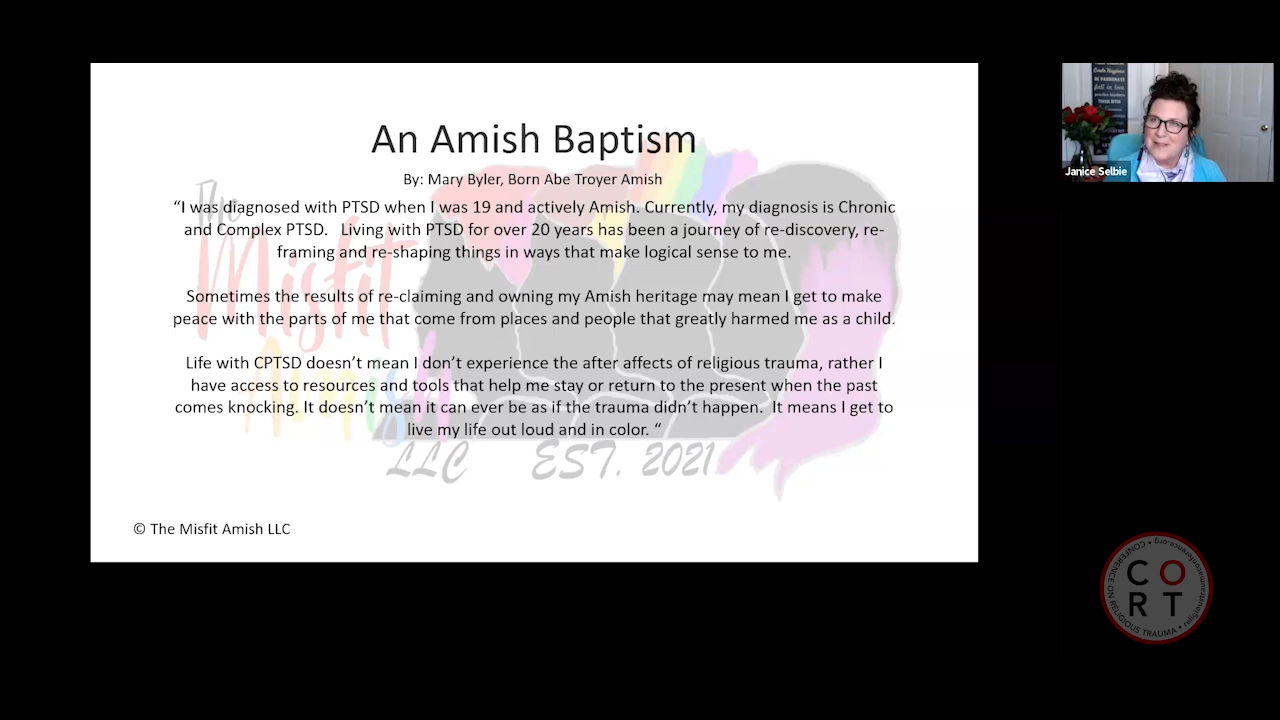 An Amish Baptism
By: Mary Byler, Born Abe Troyer Amish
“I was diagnosed with PTSD when I was 19 and actively Amish. Currently, my diagnosis is Chronic
and Complex PTSD.   Living with PTSD for over 20 years has been a journey of re-discovery, re-
framing and re-shaping things in ways that make logical sense to me.
Sometimes the results of re-claiming and owning my Amish heritage may mean I get to make
peace with the parts of me that come from places and people that greatly harmed me as a child.
Life with CPTSD doesn’t mean I don’t experience the after affects of religious trauma, rather I
have access to resources and tools that help me stay or return to the present when the past
comes knocking. It doesn’t mean it can ever be as if the trauma didn’t happen.  It means I get to
live my life out loud and in color. “
The
Misfit
Amish
LLC EST. 2021
© The Misfit Amish LLC
Janice Selbie
CO
RT
CONFERENCE ON RELIGIOUS TRAUMA • religioustraumaconference.org •